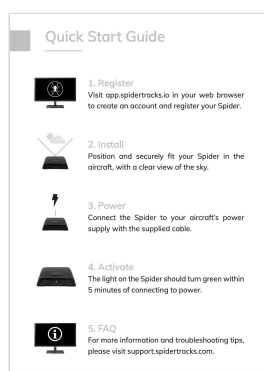 Quick Start Guide
1. Register
Visit app.spidertracks.io in your web browser
to create an account and register your Spider.
2. Install
Position and securely fit your Spider in the
aircraft, with a clear view of the sky.
3. Power
Connect the Spider to your aircraft's power
supply with the supplied cable.
4. Activate
The light on the Spider should turn green within
5 minutes of connecting to power.
5. FAQ
For more information and troubleshooting tips,
please visit support.spidertracks.com.